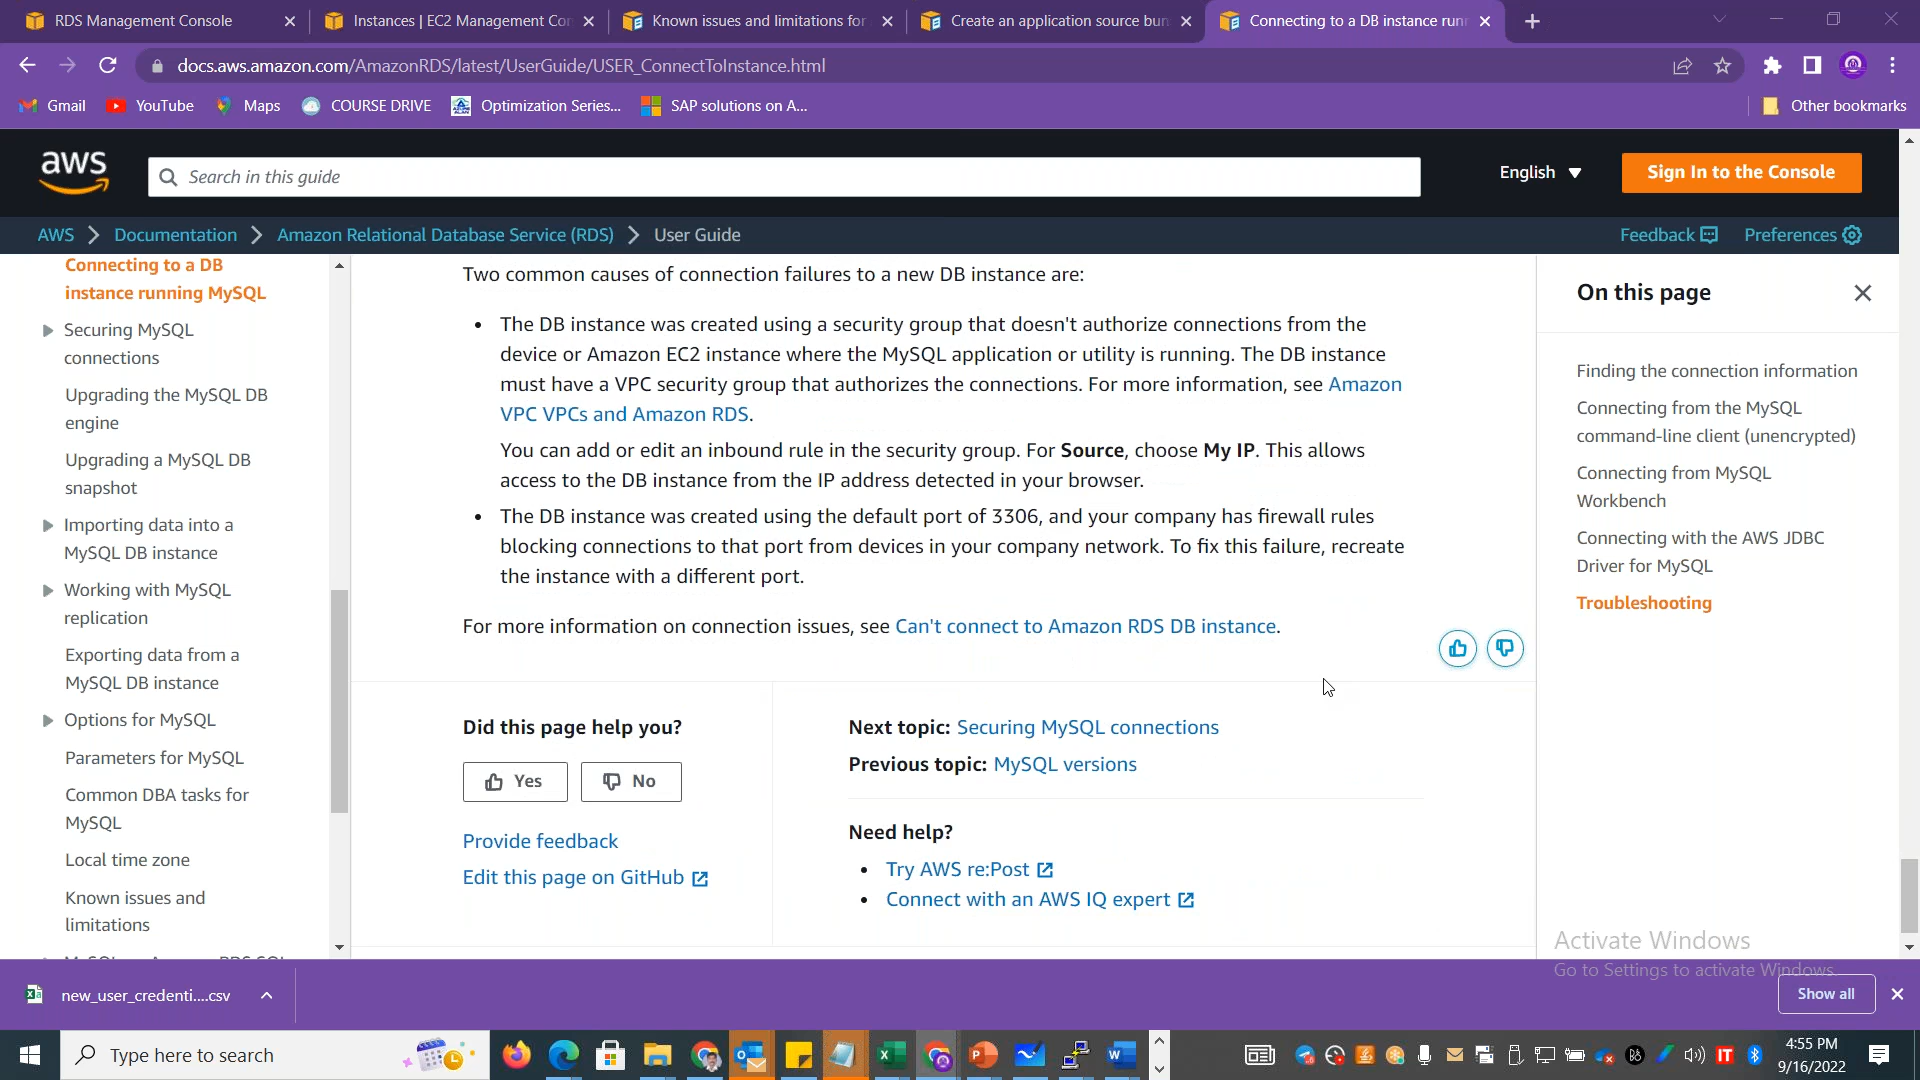 RDS Management Console
Instances | EC2 Management Con
Known issues and limitations for
Create an application source bun
Connecting to a DB instance runn
docs.aws.amazon.com/AmazonRDS/latest/UserGuide/USER_ConnectToInstance.html
Gmail
YouTube
Maps
COURSE DRIVE
Optimization Series...
SAP solutions on A...
Other bookmarks
aws
Search in this guide
English
Sign In to the Console
AWS
Documentation
Amazon Relational Database Service (RDS)
User Guide
Feedback
Preferences
Connecting to a DB
instance running MySQL
Securing MySQL
connections
Upgrading the MySQL DB
engine
Upgrading a MySQL DB
snapshot
Importing data into a
MySQL DB instance
Working with MySQL
replication
Exporting data from a
MySQL DB instance
Options for MySQL
Parameters for MySQL
Common DBA tasks for
MySQL
Local time zone
Known issues and
limitations
Two common causes of connection failures to a new DB instance are:
• The DB instance was created using a security group that doesn't authorize connections from the
device or Amazon EC2 instance where the MySQL application or utility is running. The DB instance
must have a VPC security group that authorizes the connections. For more information, see Amazon
VPC VPCs and Amazon RDS.
You can add or edit an inbound rule in the security group. For Source, choose My IP. This allows
access to the DB instance from the IP address detected in your browser.
• The DB instance was created using the default port of 3306, and your company has firewall rules
blocking connections to that port from devices in your company network. To fix this failure, recreate
the instance with a different port.
For more information on connection issues, see Can't connect to Amazon RDS DB instance.
Did this page help you?
Yes
No
Provide feedback
Edit this page on GitHub
Next topic: Securing MySQL connections
Previous topic: MySQL versions
Need help?
• Try AWS re:Post
• Connect with an AWS IQ expert
On this page
Finding the connection information
Connecting from the MySQL
command-line client (unencrypted)
Connecting from MySQL
Workbench
Connecting with the AWS JDBC
Driver for MySQL
Troubleshooting
Activate Windows
Go to Settings to activate Windows.
new_user_credenti....csv
Show all
Type here to search
4:55 PM
9/16/2022